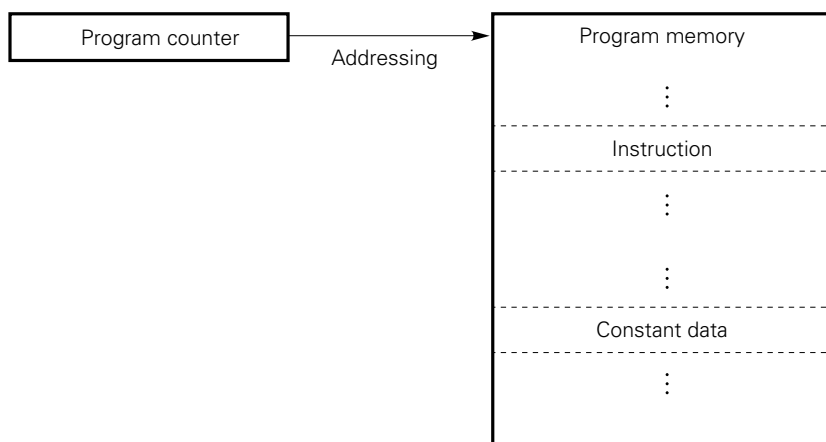 Program counter
Addressing
Program memory
Instruction
Constant data